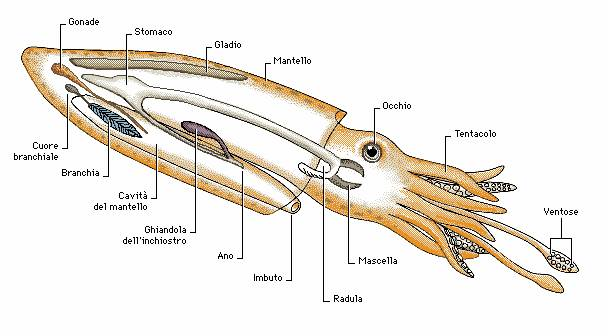 Gonade
Stomaco
Gladio
Mantello
Occhio
Tentacolo
Ventose
Cuore
branchiale
Branchia
Cavità
del mantello
Ghiandola
dell'inchiostro
Ano
Imbuto
Radula
Mascella